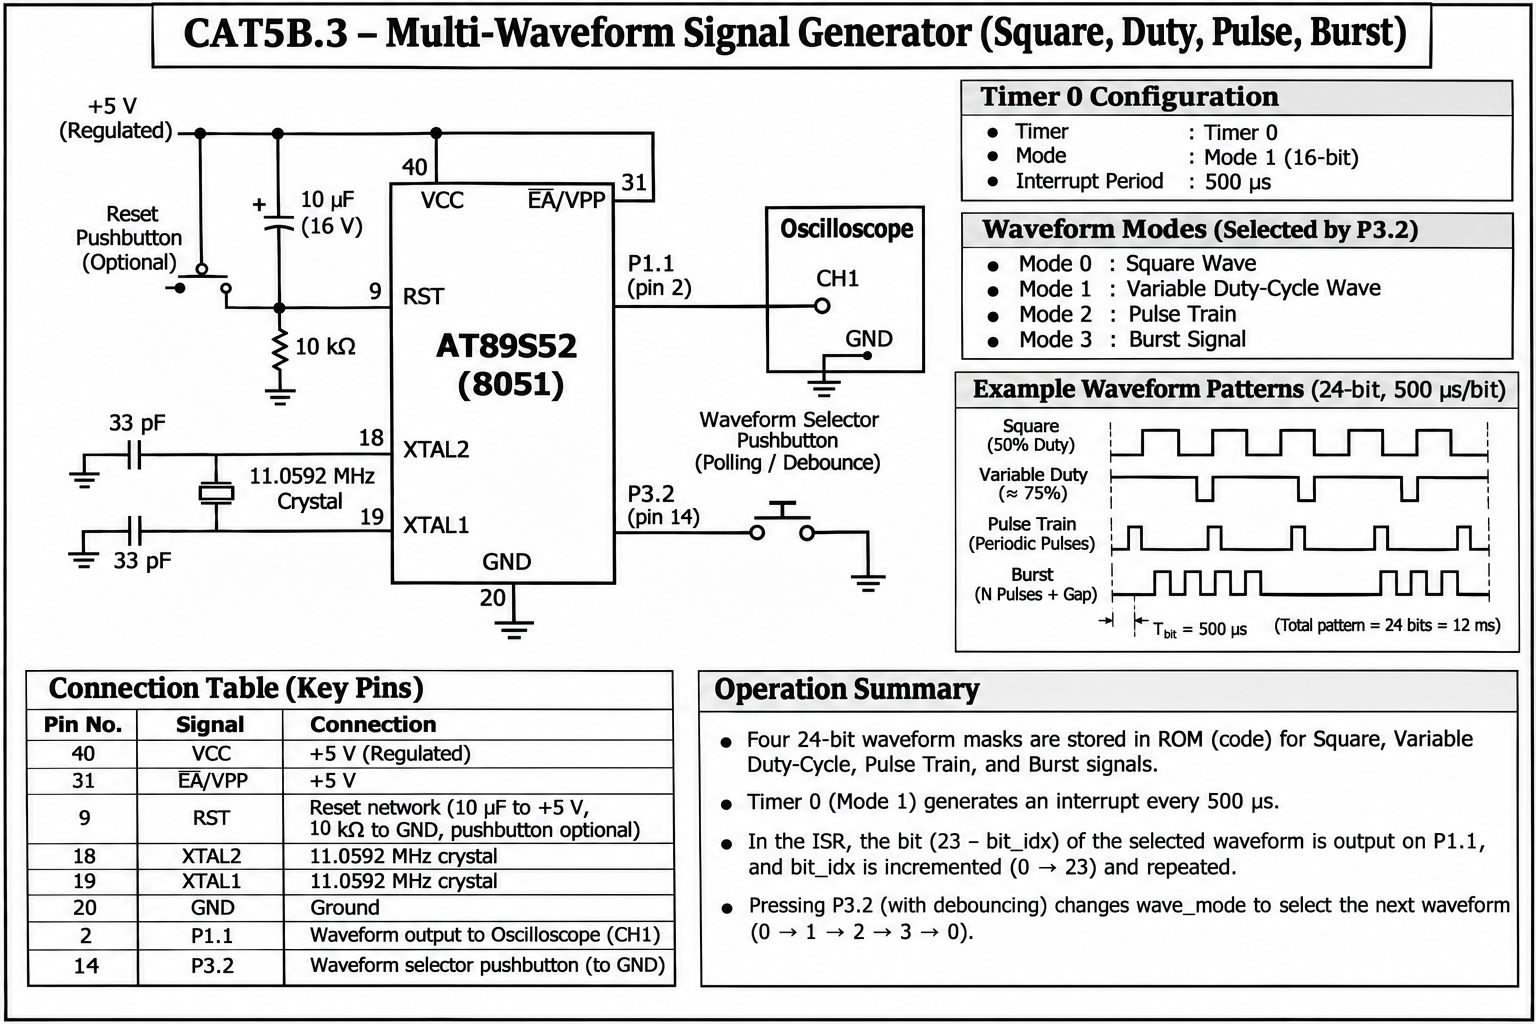 CAT5B.3 – Multi-Waveform Signal Generator (Square, Duty, Pulse, Burst)
+5 V
(Regulated)
Reset
Pushbutton
(Optional)
+
10 µF
(16 V)
10 kΩ
33 pF
33 pF
11.0592 MHz
Crystal
40
VCC
EA/VPP
31
9
RST
AT89S52
(8051)
18
XTAL2
19
XTAL1
GND
20
P1.1
(pin 2)
Oscilloscope
CH1
GND
Waveform Selector
Pushbutton
(Polling / Debounce)
P3.2
(pin 14)
Timer 0 Configuration
● Timer : Timer 0
● Mode : Mode 1 (16-bit)
● Interrupt Period : 500 µs
Waveform Modes (Selected by P3.2)
● Mode 0 : Square Wave
● Mode 1 : Variable Duty-Cycle Wave
● Mode 2 : Pulse Train
● Mode 3 : Burst Signal
Example Waveform Patterns (24-bit, 500 µs/bit)
Square
(50% Duty)
Variable Duty
(≈ 75%)
Pulse Train
(Periodic Pulses)
Burst
(N Pulses + Gap)
Tbit = 500 µs (Total pattern = 24 bits = 12 ms)
Connection Table (Key Pins)
Pin No. Signal Connection
40 VCC +5 V (Regulated)
31 EA/VPP +5 V
9 RST Reset network (10 µF to +5 V,
10 kΩ to GND, pushbutton optional)
18 XTAL2 11.0592 MHz crystal
19 XTAL1 11.0592 MHz crystal
20 GND Ground
2 P1.1 Waveform output to Oscilloscope (CH1)
14 P3.2 Waveform selector pushbutton (to GND)
Operation Summary
● Four 24-bit waveform masks are stored in ROM (code) for Square, Variable
Duty-Cycle, Pulse Train, and Burst signals.
● Timer 0 (Mode 1) generates an interrupt every 500 µs.
● In the ISR, the bit (23 – bit_idx) of the selected waveform is output on P1.1,
and bit_idx is incremented (0 → 23) and repeated.
● Pressing P3.2 (with debouncing) changes wave_mode to select the next waveform
(0 → 1 → 2 → 3 → 0).